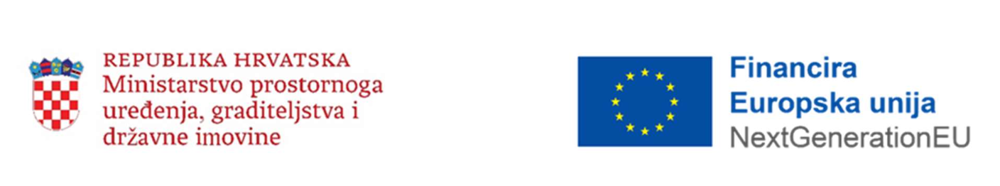 REPUBLIKA HRVATSKA
Ministarstvo prostornoga
uređenja, graditeljstva i
državne imovine
Financira
Europska unija
NextGenerationEU